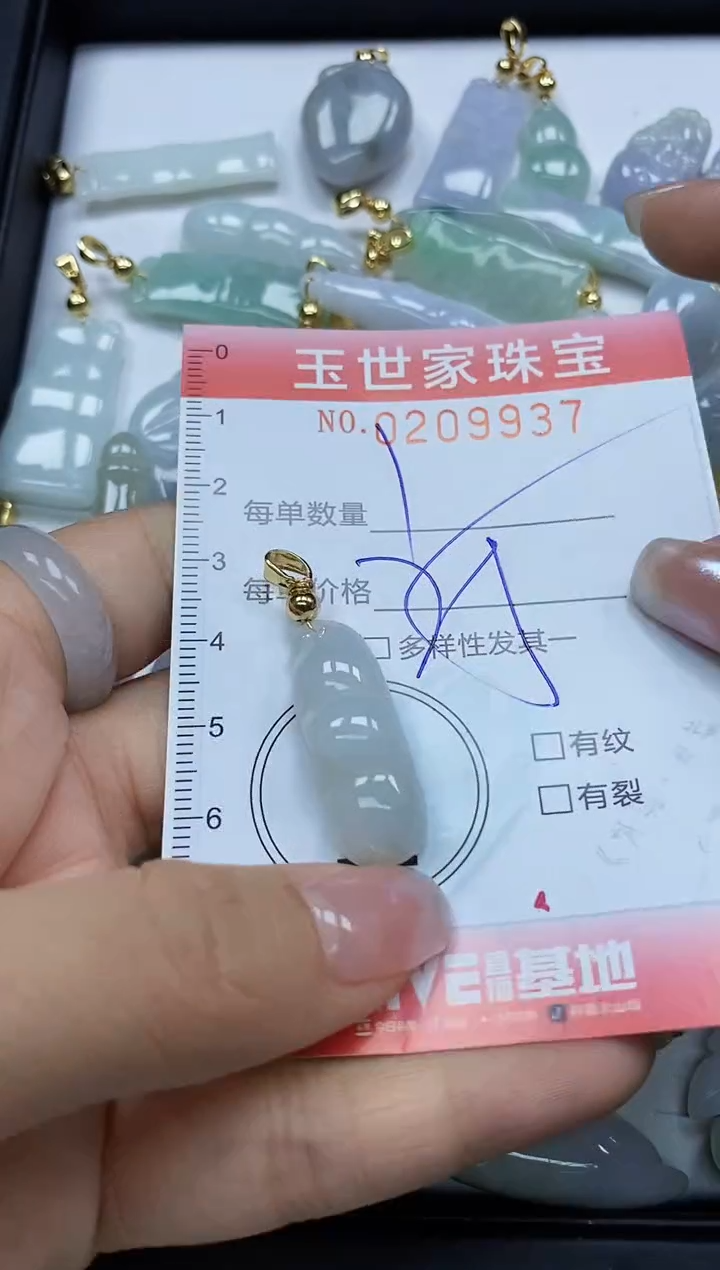 0
玉世家珠宝
NO.0209937
1
2
每单数量
3
每单价格
4
□多样性发其一
5
□有纹
□有裂
6
基地